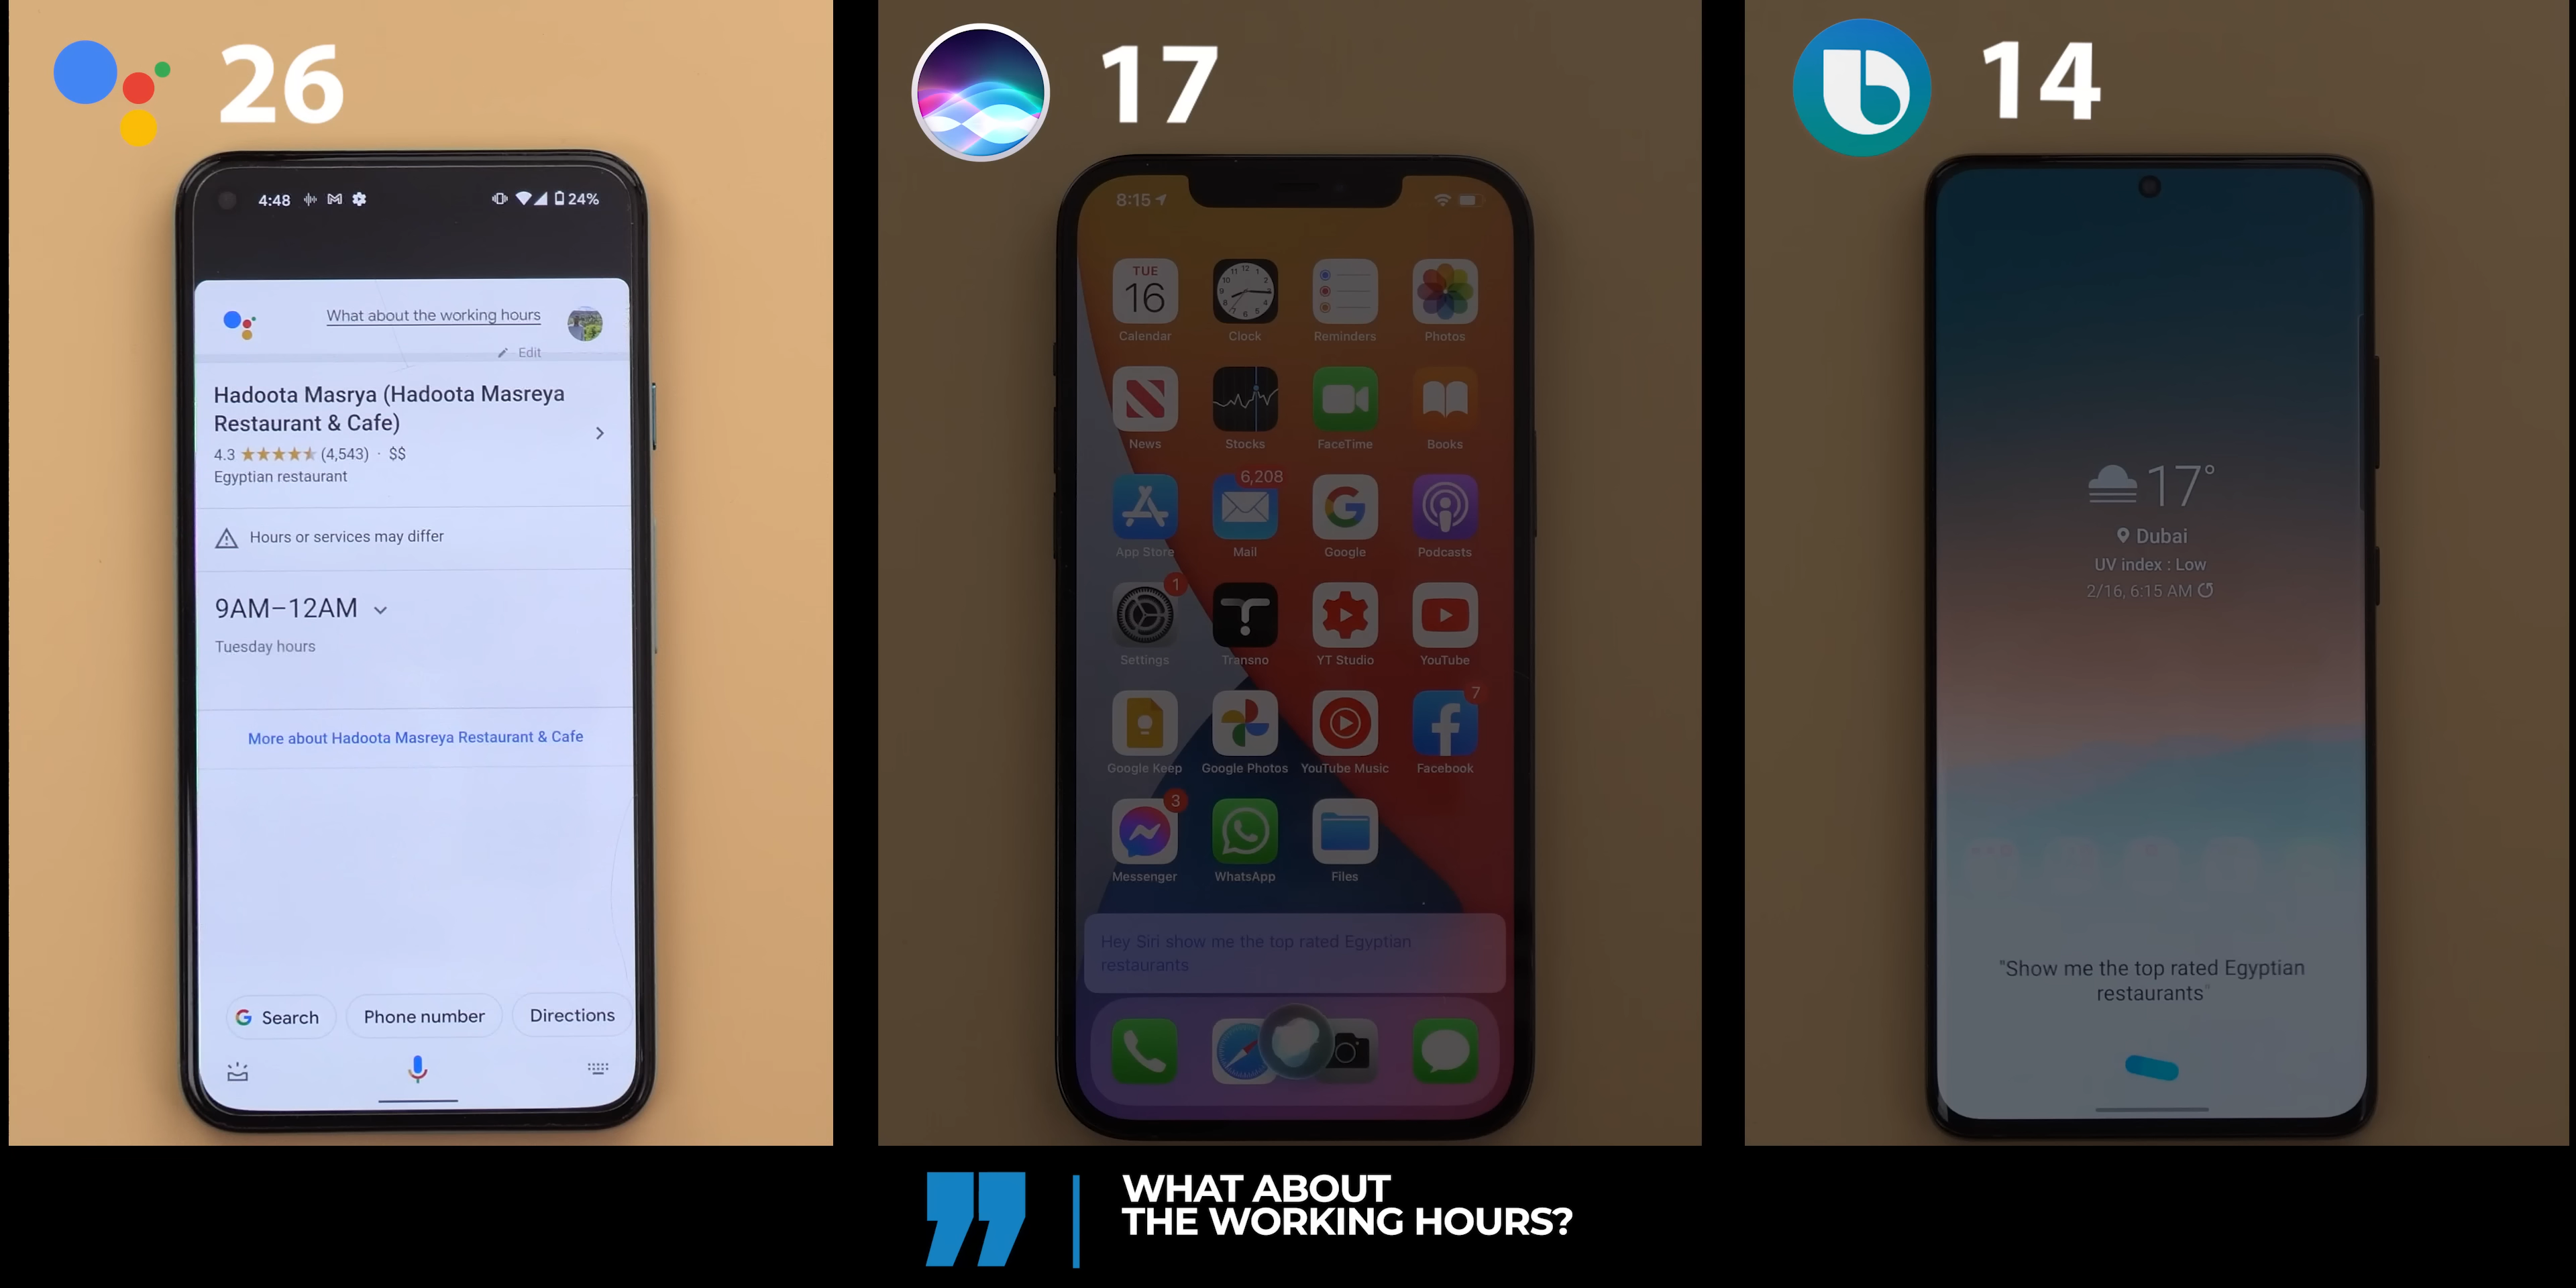 26
4:48
24%
What about the working hours
Edit
Hadoota Masrya (Hadoota Masreya
Restaurant & Cafe)
4.3 (4,543) · $$
Egyptian restaurant
Hours or services may differ
9AM–12AM
Tuesday hours
More about Hadoota Masreya Restaurant & Cafe
Search Phone number Directions
17
8:15
TUE
16
Calendar Clock Reminders Photos
News Stocks FaceTime Books
6,208
App Store Mail Google Podcasts
1
Settings Transno YT Studio YouTube
7
Google Keep Google Photos YouTube Music Facebook
3
Messenger WhatsApp Files
Hey Siri show me the top rated Egyptian
restaurants
14
17°
Dubai
UV index : Low
2/16, 6:15 AM
"Show me the top rated Egyptian
restaurants"
WHAT ABOUT
THE WORKING HOURS?